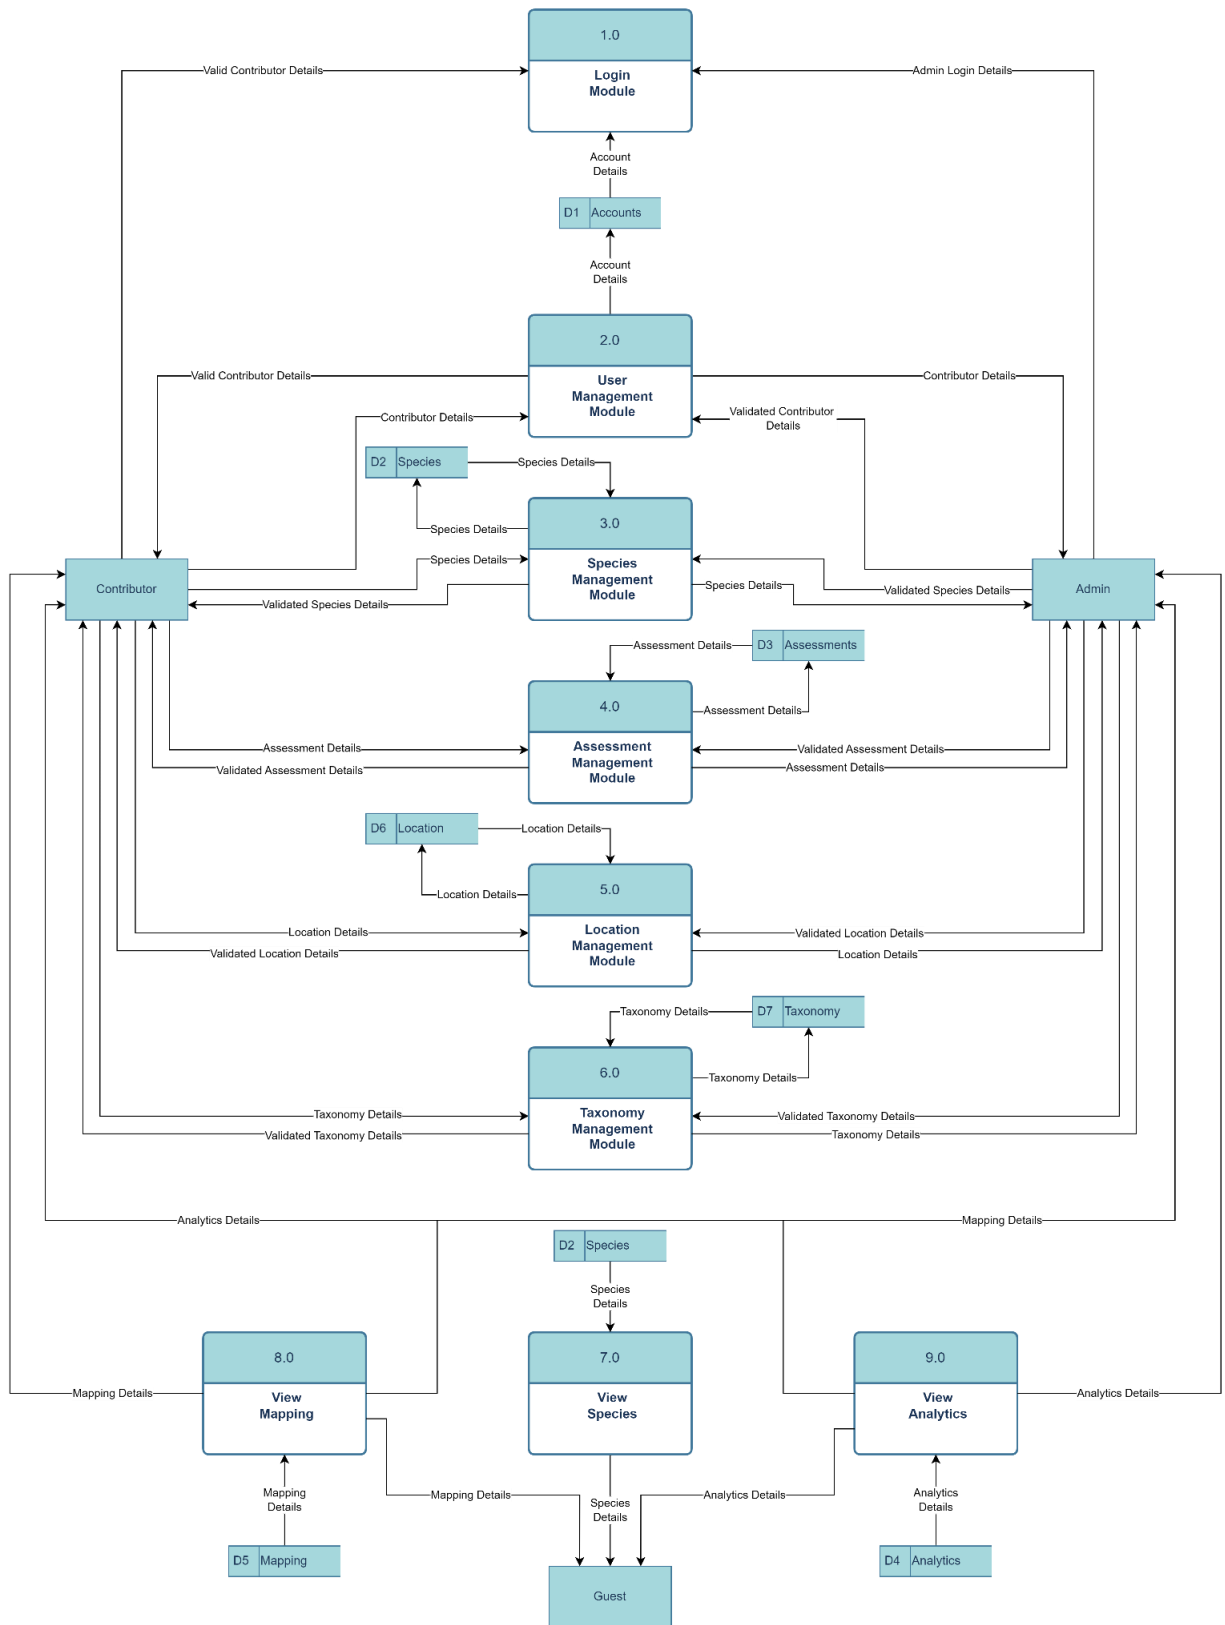 1.0
Valid Contributor Details
Admin Login Details
Login
Module
Account
Details
D1
Accounts
Account
Details
2.0
Valid Contributor Details
User
Management
Module
Contributor Details
Contributor Details
Validated Contributor
Details
D2
Species
Species Details
3.0
Species Details
Species Details
Species
Management
Module
Species Details
Validated Species Details
Contributor
Validated Species Details
Admin
Assessment Details
D3
Assessments
4.0
Assessment Details
Assessment Details
Validated Assessment Details
Assessment
Management
Module
Validated Assessment Details
Assessment Details
D6
Location
Location Details
5.0
Location Details
Location Details
Validated Location Details
Location
Management
Module
Validated Location Details
Location Details
Taxonomy Details
D7
Taxonomy
6.0
Taxonomy Details
Taxonomy Details
Validated Taxonomy Details
Taxonomy
Management
Module
Validated Taxonomy Details
Taxonomy Details
Analytics Details
Mapping Details
D2
Species
Species
Details
8.0
7.0
9.0
Mapping Details
View
Mapping
View
Species
View
Analytics
Analytics Details
Mapping
Details
Mapping Details
Species
Details
Analytics Details
Analytics
Details
D5
Mapping
D4
Analytics
Guest